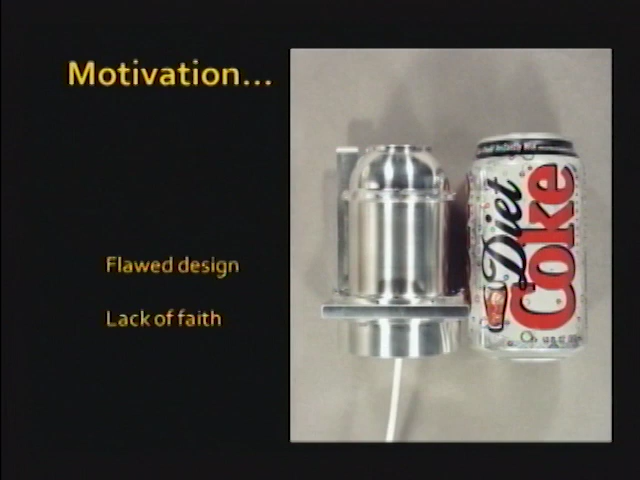 Motivation...
Flawed design
Lack of faith
Diet
Coke